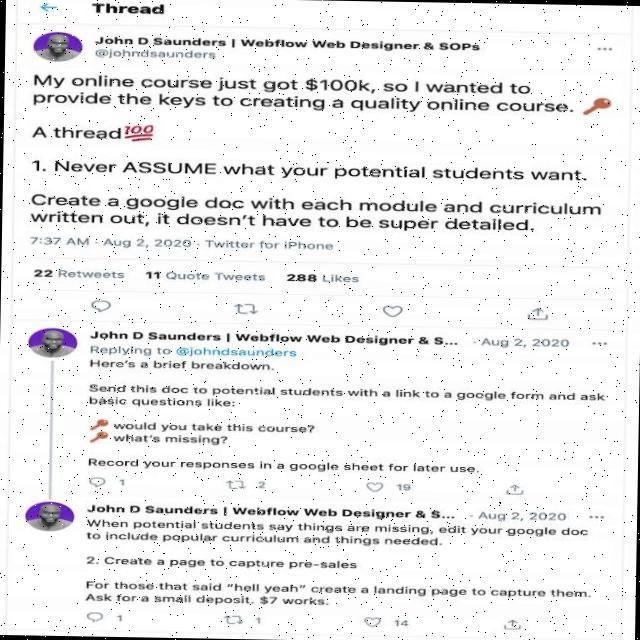 Thread
John D Saunders | Webflow Web Designer & SOPs
@johndsaunders
My online course just got $100k, so I wanted to
provide the keys to creating a quality online course. 🔑
A thread💯
1. Never ASSUME what your potential students want.
Create a google doc with each module and curriculum
written out, it doesn't have to be super detailed.
7:37 AM · Aug 2, 2020 · Twitter for iPhone
22 Retweets 11 Quote Tweets 288 Likes
John D Saunders | Webflow Web Designer & S... · Aug 2, 2020
Replying to @johndsaunders
Here's a brief breakdown.
Send this doc to potential students with a link to a google form and ask
basic questions like:
🔑 would you take this course?
🔑 what's missing?
Record your responses in a google sheet for later use.
1 2 19
John D Saunders | Webflow Web Designer & S... · Aug 2, 2020
When potential students say things are missing, edit your google doc
to include popular curriculum and things needed.
2: Create a page to capture pre-sales
For those that said "hell yeah" create a landing page to capture them.
Ask for a small deposit, $7 works:
1 1 14